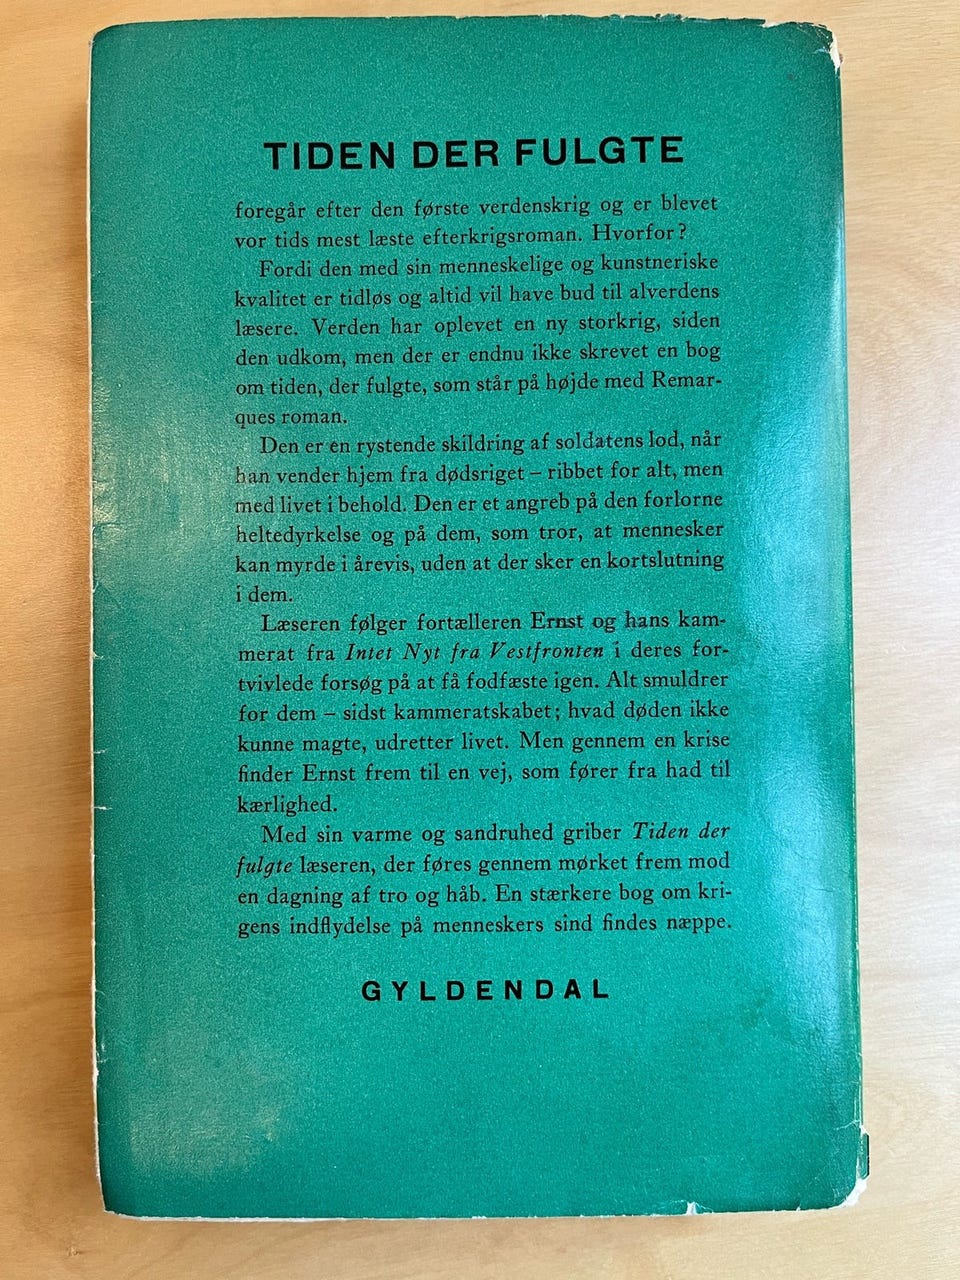 TIDEN DER FULGTE
foregår efter den første verdenskrig og er blevet
vor tids mest læste efterkrigsroman. Hvorfor?
Fordi den med sin menneskelige og kunstneriske
kvalitet er tidløs og altid vil have bud til alverdens
læsere. Verden har oplevet en ny storkrig, siden
den udkom, men der er endnu ikke skrevet en bog
om tiden, der fulgte, som står på højde med Remar-
ques roman.
Den er en rystende skildring af soldatens lod, når
han vender hjem fra dødsriget – ribbet for alt, men
med livet i behold. Den er et angreb på den forlorne
heltedyrkelse og på dem, som tror, at mennesker
kan myrde i årevis, uden at der sker en kortslutning
i dem.
Læseren følger fortælleren Ernst og hans kam-
merat fra Intet Nyt fra Vestfronten i deres for-
tvivlede forsøg på at få fodfæste igen. Alt smuldrer
for dem – sidst kammeratskabet; hvad døden ikke
kunne magte, udretter livet. Men gennem en krise
finder Ernst frem til en vej, som fører fra had til
kærlighed.
Med sin varme og sandruhed griber Tiden der
fulgte læseren, der føres gennem mørket frem mod
en dagning af tro og håb. En stærkere bog om kri-
gens indflydelse på menneskers sind findes næppe.
GYLDENDAL